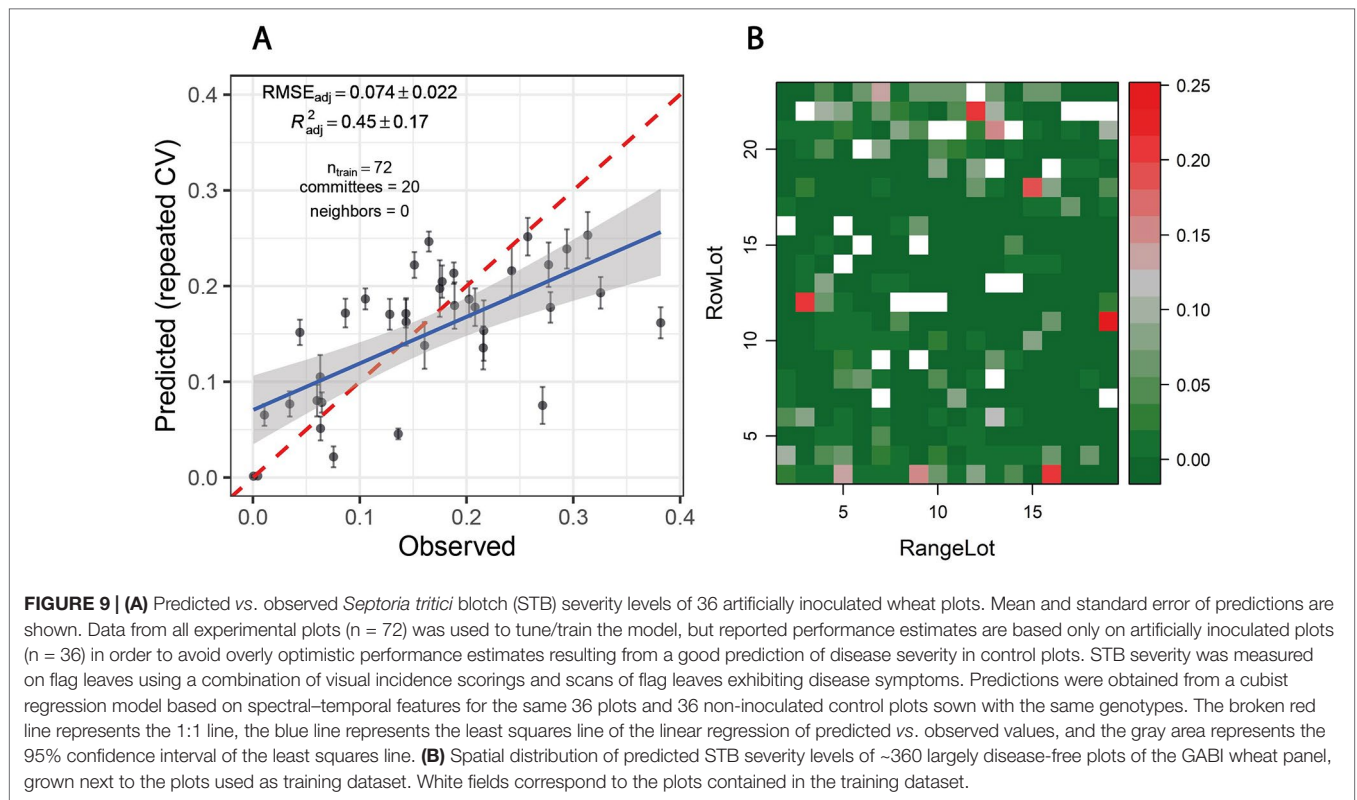 A
B
RMSEadj = 0.074 ± 0.022
R²adj = 0.45 ± 0.17
ntrain = 72
committees = 20
neighbors = 0
Predicted (repeated CV)
0.4
0.3
0.2
0.1
0.0
0.0 0.1 0.2 0.3 0.4
Observed
RowLot
20
15
10
5
5 10 15
RangeLot
0.25
0.20
0.15
0.10
0.05
0.00
FIGURE 9 | (A) Predicted vs. observed Septoria tritici blotch (STB) severity levels of 36 artificially inoculated wheat plots. Mean and standard error of predictions are
shown. Data from all experimental plots (n = 72) was used to tune/train the model, but reported performance estimates are based only on artificially inoculated plots
(n = 36) in order to avoid overly optimistic performance estimates resulting from a good prediction of disease severity in control plots. STB severity was measured
on flag leaves using a combination of visual incidence scorings and scans of flag leaves exhibiting disease symptoms. Predictions were obtained from a cubist
regression model based on spectral–temporal features for the same 36 plots and 36 non-inoculated control plots sown with the same genotypes. The broken red
line represents the 1:1 line, the blue line represents the least squares line of the linear regression of predicted vs. observed values, and the gray area represents the
95% confidence interval of the least squares line. (B) Spatial distribution of predicted STB severity levels of ~360 largely disease-free plots of the GABI wheat panel,
grown next to the plots used as training dataset. White fields correspond to the plots contained in the training dataset.